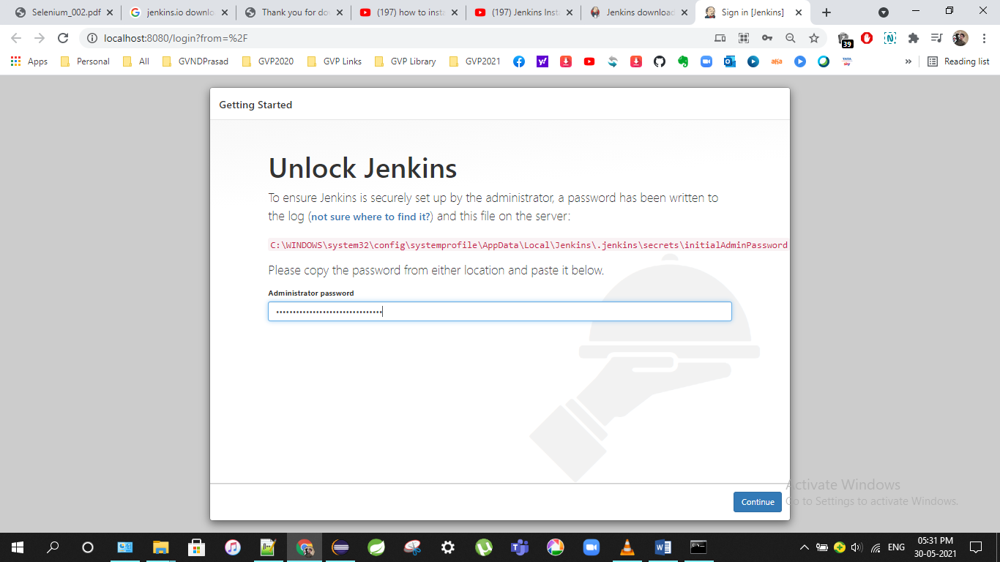 Selenium_002.pdf
jenkins.io downlo
Thank you for do
(197) how to insta
(197) Jenkins Inst
Jenkins download
Sign in [Jenkins]
localhost:8080/login?from=%2F
39
Apps
Personal
All
GVNDPrasad
GVP2020
GVP Links
GVP Library
GVP2021
aha
TATA
sky
»
Reading list
Getting Started
Unlock Jenkins
To ensure Jenkins is securely set up by the administrator, a password has been written to
the log (not sure where to find it?) and this file on the server:
C:\WINDOWS\system32\config\systemprofile\AppData\Local\Jenkins\.jenkins\secrets\initialAdminPassword
Please copy the password from either location and paste it below.
Administrator password
••••••••••••••••••••••••••••••••
Continue
Activate Windows
Go to Settings to activate Windows.
ENG
05:31 PM
30-05-2021